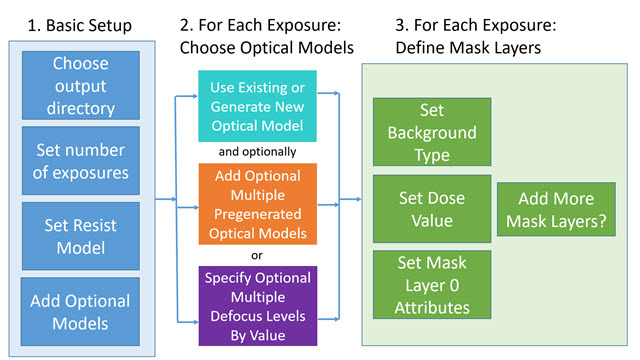 1. Basic Setup
Choose
output
directory
Set number
of exposures
Set Resist
Model
Add Optional
Models
2. For Each Exposure:
Choose Optical Models
Use Existing or
Generate New
Optical Model
and optionally
Add Optional
Multiple
Pregenerated
Optical Models
or
Specify Optional
Multiple
Defocus Levels
By Value
3. For Each Exposure:
Define Mask Layers
Set
Background
Type
Set Dose
Value
Set Mask
Layer 0
Attributes
Add More
Mask Layers?